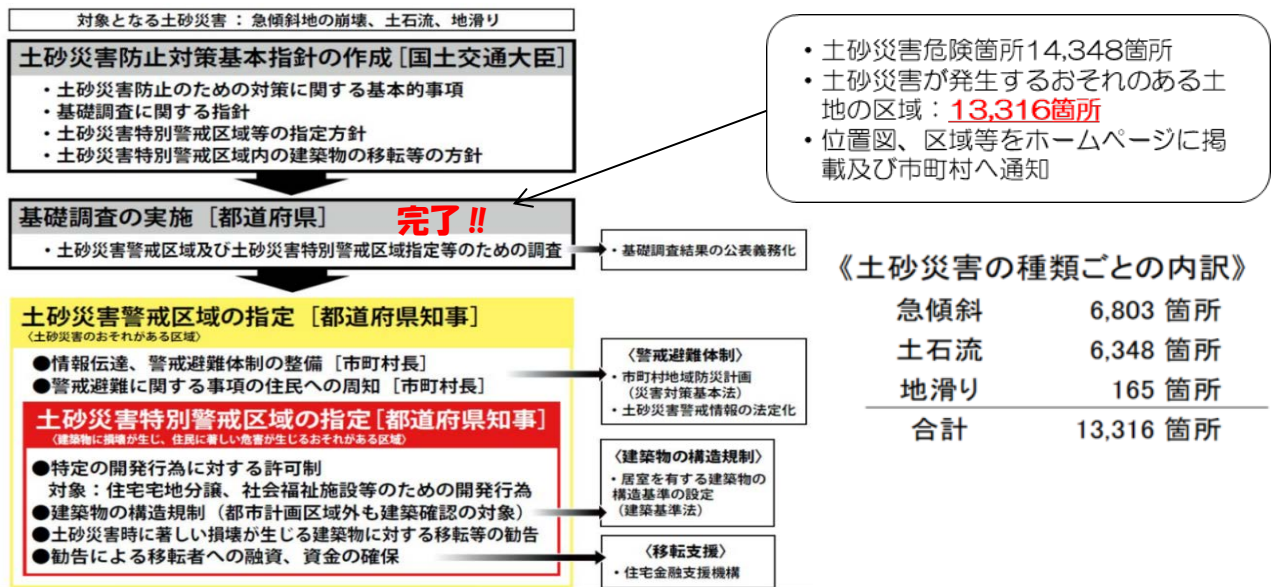 対象となる土砂災害 : 急傾斜地の崩壊、土石流、地滑り
土砂災害防止対策基本指針の作成[国土交通大臣]
・土砂災害防止のための対策に関する基本的事項
・基礎調査に関する指針
・土砂災害特別警戒区域等の指定方針
・土砂災害特別警戒区域内の建築物の移転等の方針
基礎調査の実施[都道府県]
完了!!
・土砂災害警戒区域及び土砂災害特別警戒区域指定等のための調査
・基礎調査結果の公表義務化
土砂災害警戒区域の指定[都道府県知事]
〈土砂災害のおそれがある区域〉
●情報伝達、警戒避難体制の整備[市町村長]
●警戒避難に関する事項の住民への周知[市町村長]
〈警戒避難体制〉
・市町村地域防災計画
(災害対策基本法)
・土砂災害警戒情報の法定化
土砂災害特別警戒区域の指定[都道府県知事]
〈建築物に損壊が生じ、住民に著しい危害が生じるおそれがある区域〉
●特定の開発行為に対する許可制
対象:住宅宅地分譲、社会福祉施設等のための開発行為
●建築物の構造規制(都市計画区域外も建築確認の対象)
●土砂災害時に著しい損壊が生じる建築物に対する移転等の勧告
●勧告による移転者への融資、資金の確保
〈建築物の構造規制〉
・居室を有する建築物の
構造基準の設定
(建築基準法)
〈移転支援〉
・住宅金融支援機構
・土砂災害危険箇所14,348箇所
・土砂災害が発生するおそれのある土
地の区域:13,316箇所
・位置図、区域等をホームページに掲
載及び市町村へ通知
《土砂災害の種類ごとの内訳》
急傾斜 6,803 箇所
土石流 6,348 箇所
地滑り 165 箇所
合計 13,316 箇所